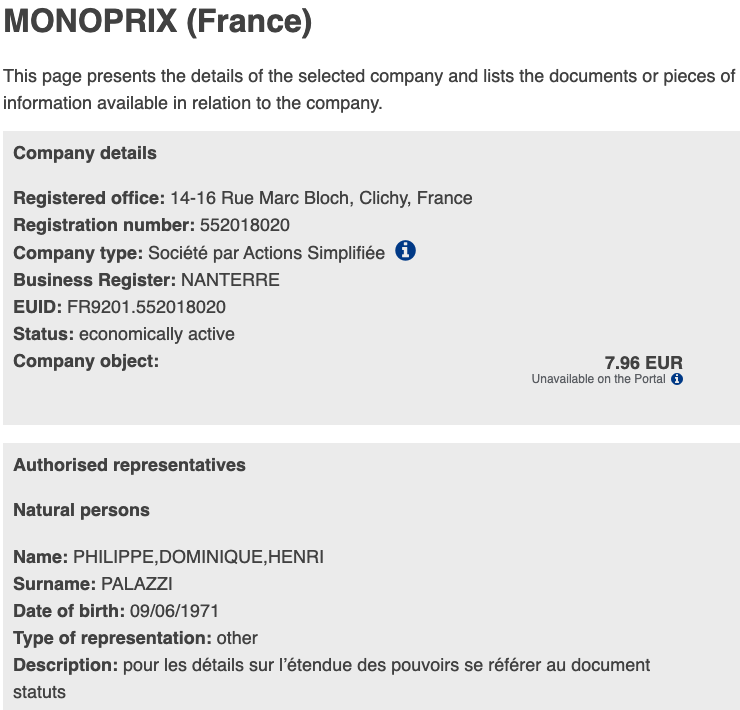 MONOPRIX (France)
This page presents the details of the selected company and lists the documents or pieces of
information available in relation to the company.
Company details
Registered office: 14-16 Rue Marc Bloch, Clichy, France
Registration number: 552018020
Company type: Société par Actions Simplifiée
Business Register: NANTERRE
EUID: FR9201.552018020
Status: economically active
Company object:
7.96 EUR
Unavailable on the Portal
Authorised representatives
Natural persons
Name: PHILIPPE,DOMINIQUE,HENRI
Surname: PALAZZI
Date of birth: 09/06/1971
Type of representation: other
Description: pour les détails sur l’étendue des pouvoirs se référer au document
statuts